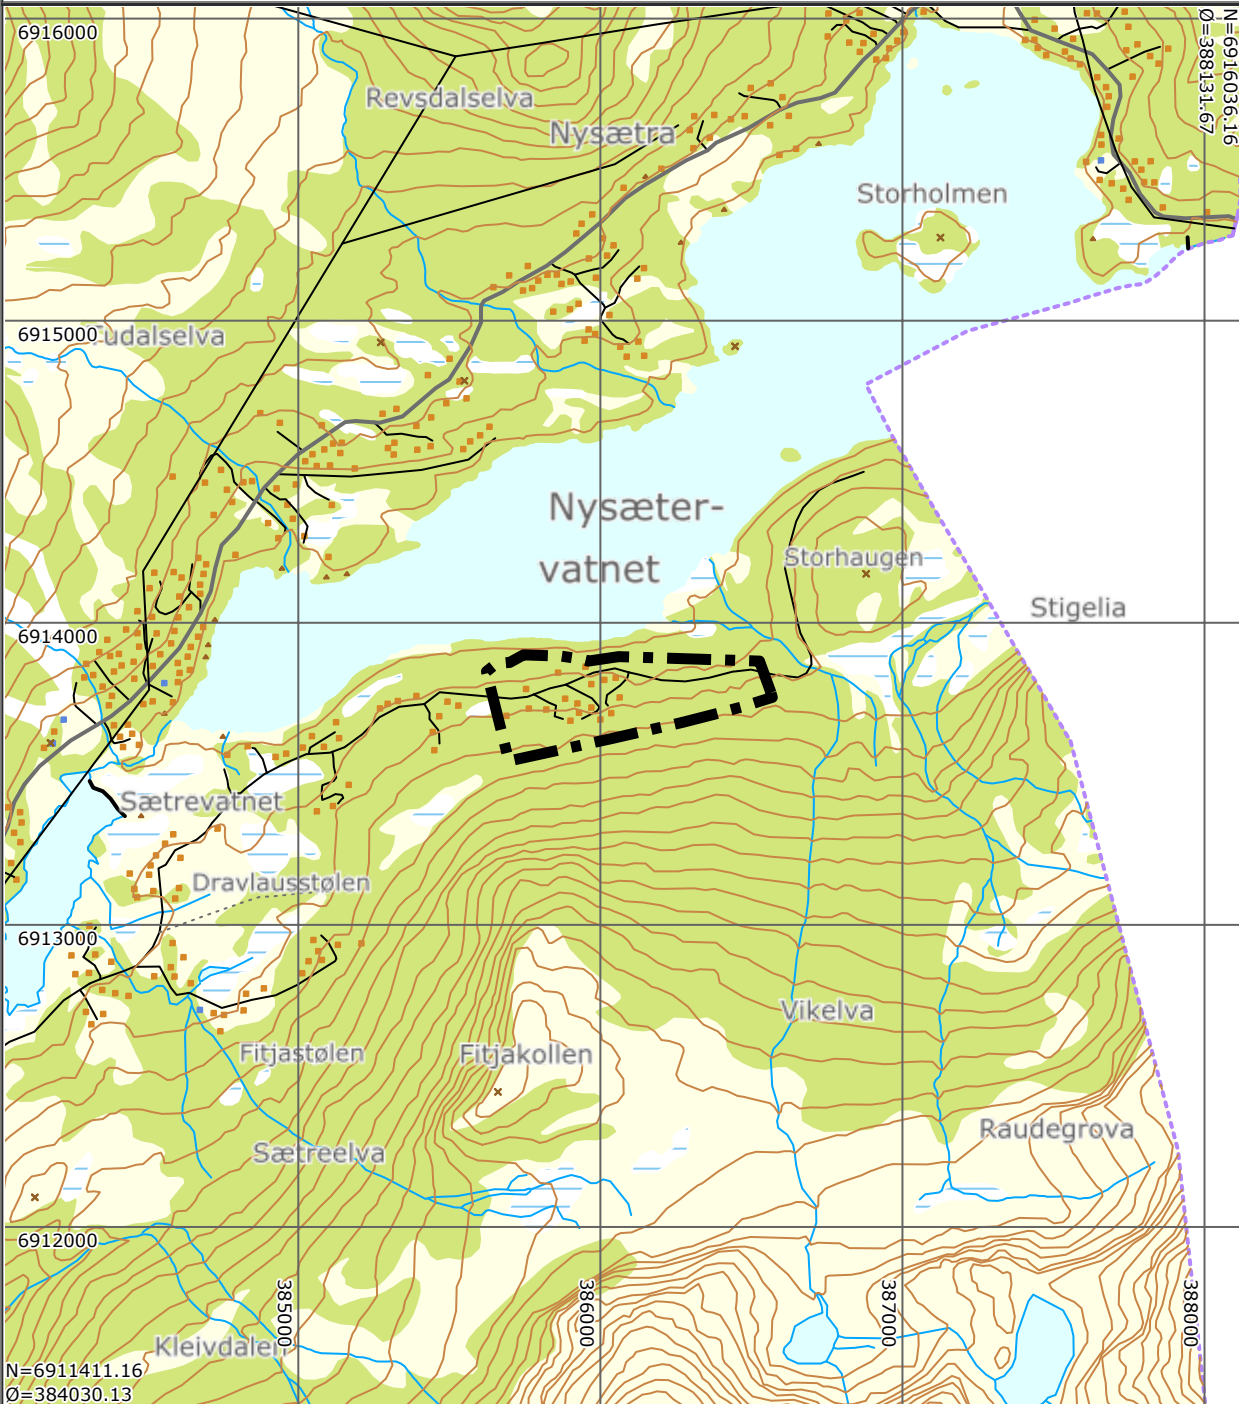 6916000
N=6916036.16
Ø=388131.67
Revsdalselva
Nysætra
Storholmen
6915000
Tudalselva
Nysæter-
vatnet
Storhaugen
Stigelia
6914000
Sætrevatnet
Dravlausstølen
6913000
Vikelva
Fitjastølen
Fitjakollen
Raudegrova
Sætreelva
6912000
385000
386000
387000
388000
Kleivdalen
N=6911411.16
Ø=384030.13